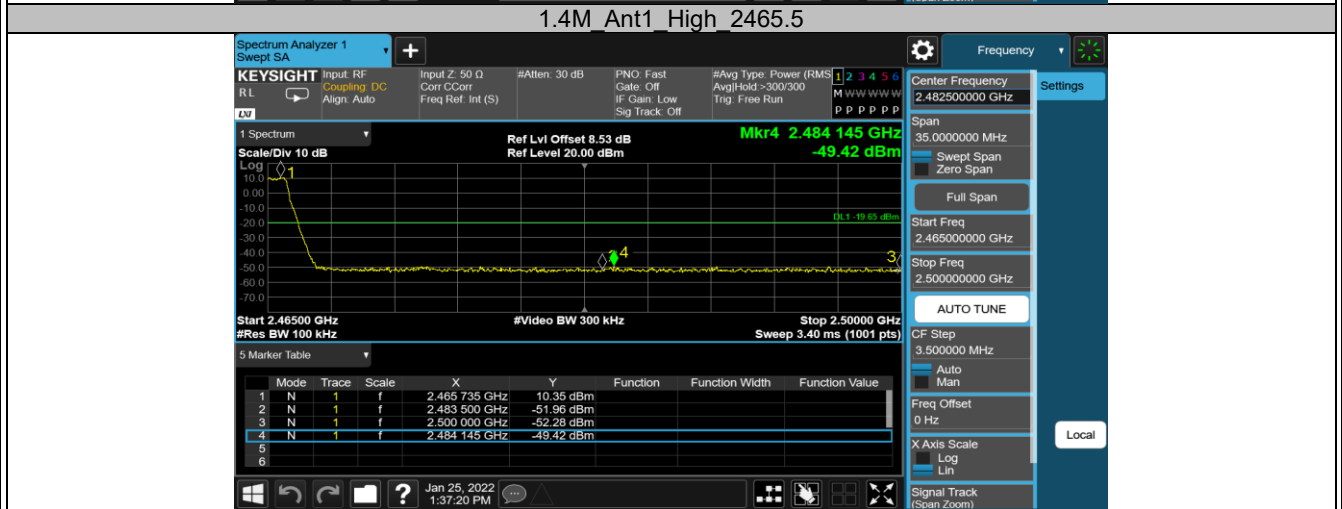 1.4M_Ant1_High_2465.5
Spectrum Analyzer 1
Swept SA
+
Frequency
KEYSIGHT
RL
LXI
Input: RF
Coupling: DC
Align: Auto
Input Z: 50 Ω
Corr CCorr
Freq Ref: Int (S)
#Atten: 30 dB
PNO: Fast
Gate: Off
IF Gain: Low
Sig Track: Off
#Avg Type: Power (RMS
Avg|Hold:>300/300
Trig: Free Run
1 2 3 4 5 6
M W W W W W
P P P P P P
1 Spectrum
Scale/Div 10 dB
Ref Lvl Offset 8.53 dB
Ref Level 20.00 dBm
Mkr4 2.484 145 GHz
-49.42 dBm
Log
10.0
0.00
-10.0
-20.0
-30.0
-40.0
-50.0
-60.0
-70.0
1
DL1 -19.65 dBm
4
3
Start 2.46500 GHz
#Res BW 100 kHz
#Video BW 300 kHz
Stop 2.50000 GHz
Sweep 3.40 ms (1001 pts)
5 Marker Table
Mode Trace Scale X Y Function Function Width Function Value
1 N 1 f 2.465 735 GHz 10.35 dBm
2 N 1 f 2.483 500 GHz -51.96 dBm
3 N 1 f 2.500 000 GHz -52.28 dBm
4 N 1 f 2.484 145 GHz -49.42 dBm
5
6
?
Jan 25, 2022
1:37:20 PM
Center Frequency
2.482500000 GHz
Settings
Span
35.0000000 MHz
Swept Span
Zero Span
Full Span
Start Freq
2.465000000 GHz
Stop Freq
2.500000000 GHz
AUTO TUNE
CF Step
3.500000 MHz
Auto
Man
Freq Offset
0 Hz
Local
X Axis Scale
Log
Lin
Signal Track
(Span Zoom)